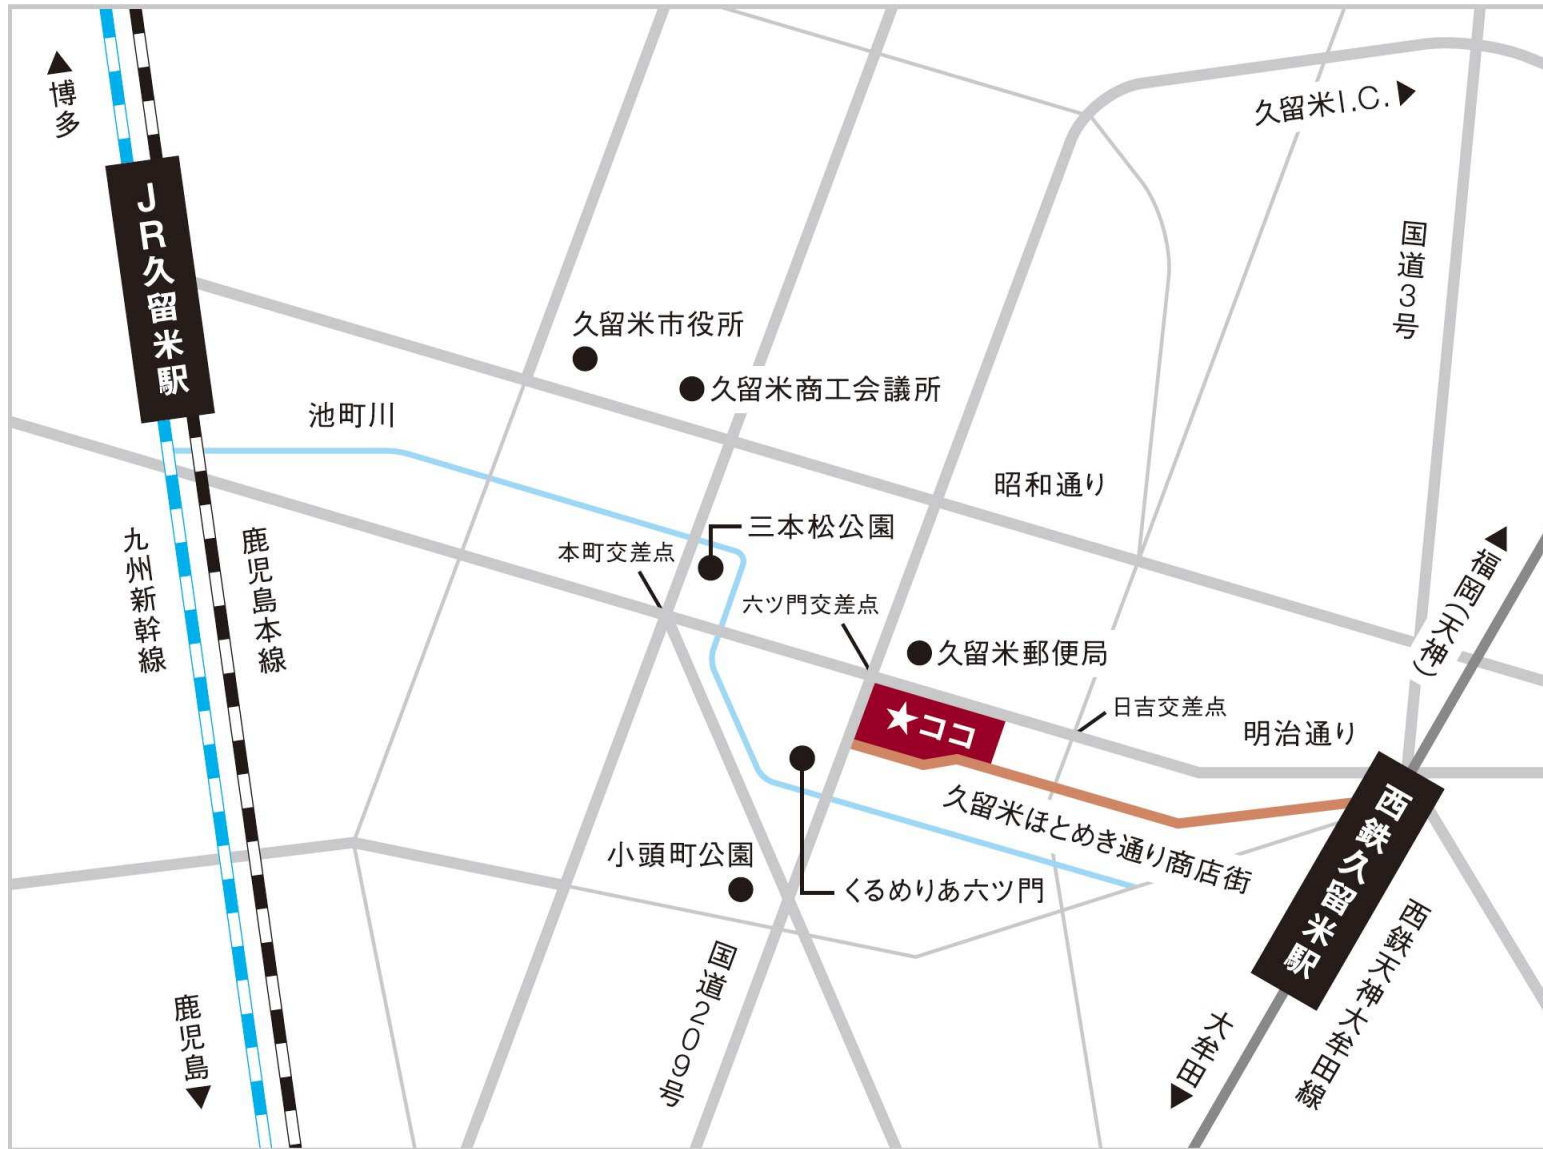 博多
久留米I.C.
JR久留米駅
国道3号
久留米市役所
久留米商工会議所
池町川
昭和通り
三本松公園
本町交差点
九州新幹線
鹿児島本線
福岡(天神)
六ツ門交差点
久留米郵便局
★ココ
日吉交差点
明治通り
西鉄久留米駅
久留米ほとめき通り商店街
小頭町公園
くるめりあ六ツ門
国道209号
西鉄天神大牟田線
鹿児島
大牟田